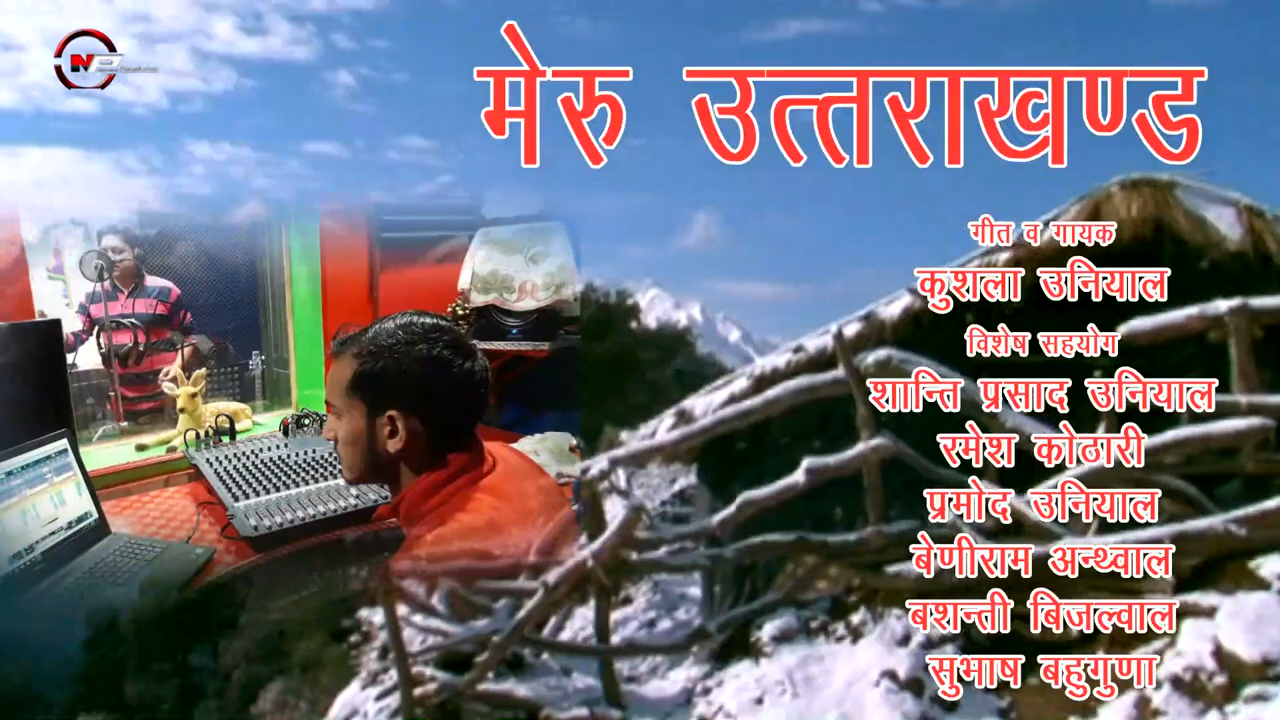 मेरु उत्तराखण्ड
गीत व गायक
कुशला उनियाल
विशेष सहयोग
शान्ति प्रसाद उनियाल
रमेश कोठारी
प्रमोद उनियाल
बेणीराम अन्थ्वाल
बशन्ती बिजल्वाल
सुभाष बहुगुणा